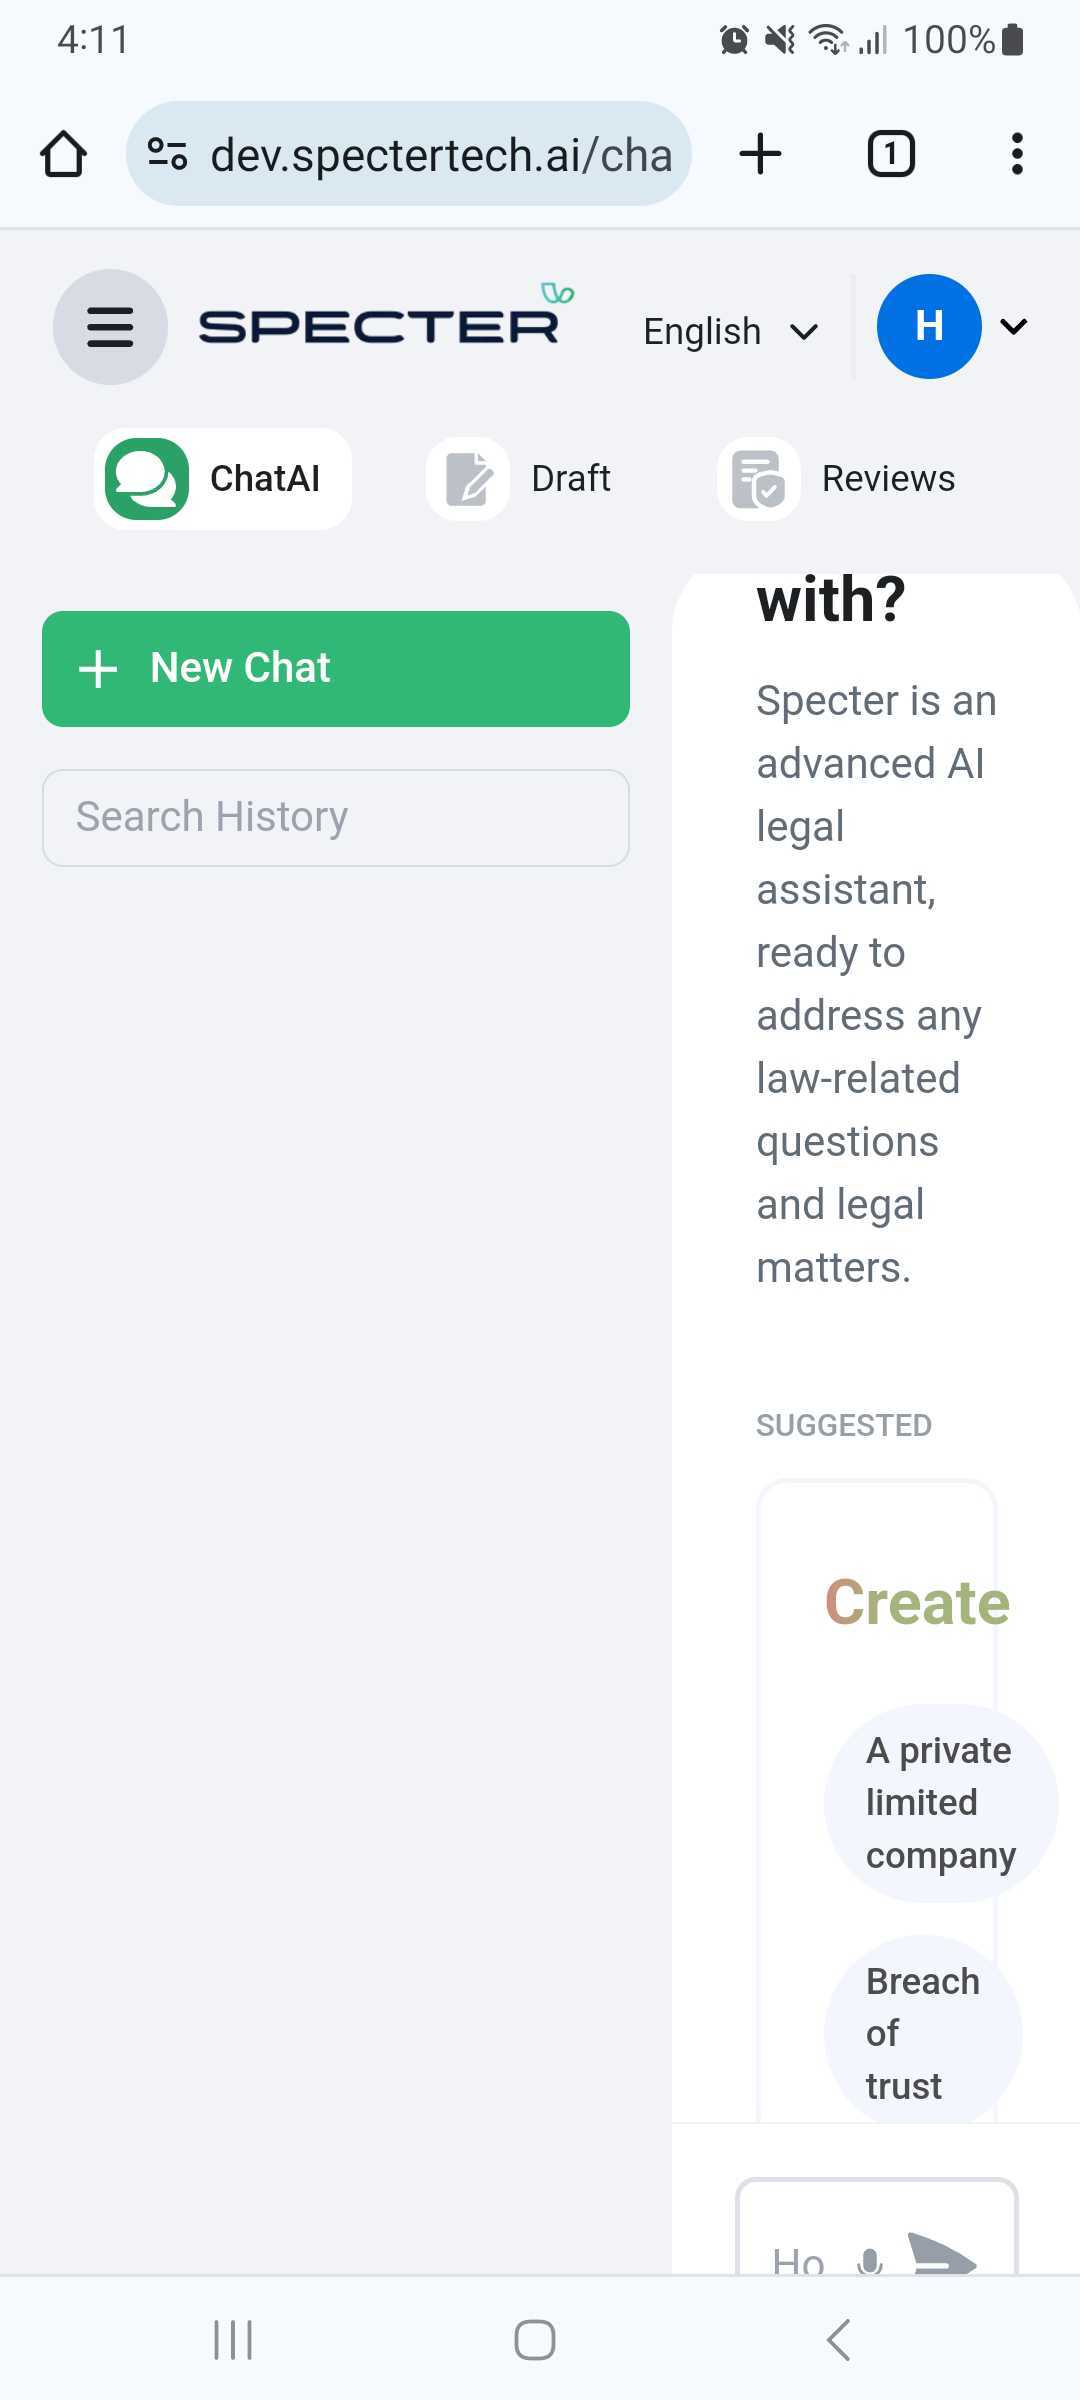 4:11
100%
dev.spectertech.ai/cha
1
SPECTER
English
H
ChatAI
Draft
Reviews
New Chat
Search History
with?
Specter is an
advanced AI
legal
assistant,
ready to
address any
law-related
questions
and legal
matters.
SUGGESTED
Create
A private
limited
company
Breach
of
trust
Ho